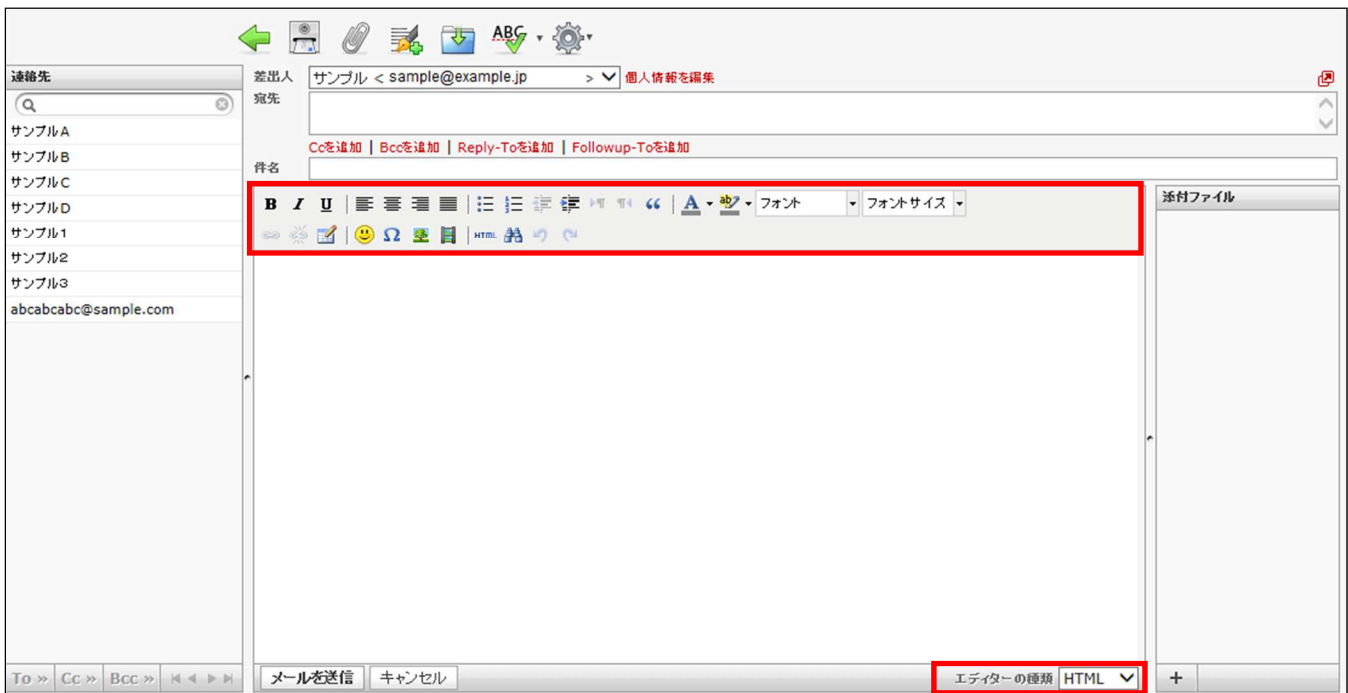 ABC
連絡先
サンプルA
サンプルB
サンプルC
サンプルD
サンプル1
サンプル2
サンプル3
abcabcabc@sample.com
To » Cc » Bcc »
差出人 サンプル < sample@example.jp > 個人情報を編集
宛先
Ccを追加 | Bccを追加 | Reply-Toを追加 | Followup-Toを追加
件名
B I U A ab フォント フォントサイズ
Ω HTML
メールを送信 キャンセル エディターの種類 HTML
添付ファイル
+